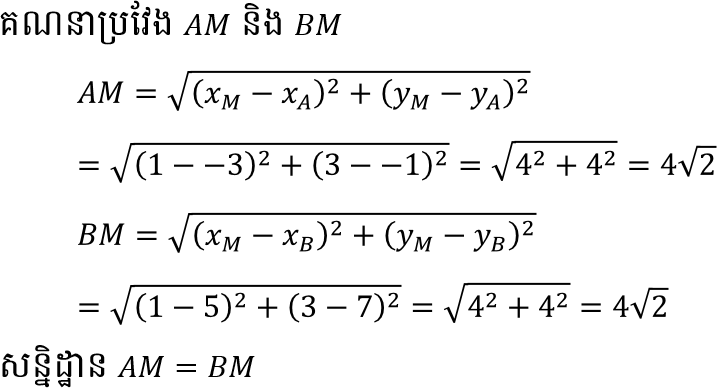 គណនាប្រវែង AM និង BM
AM = √((x_M − x_A)² + (y_M − y_A)²)
= √((1 − −3)² + (3 − −1)²) = √(4² + 4²) = 4√2
BM = √((x_M − x_B)² + (y_M − y_B)²)
= √((1 − 5)² + (3 − 7)²) = √(4² + 4²) = 4√2
សន្និដ្ឋាន AM = BM